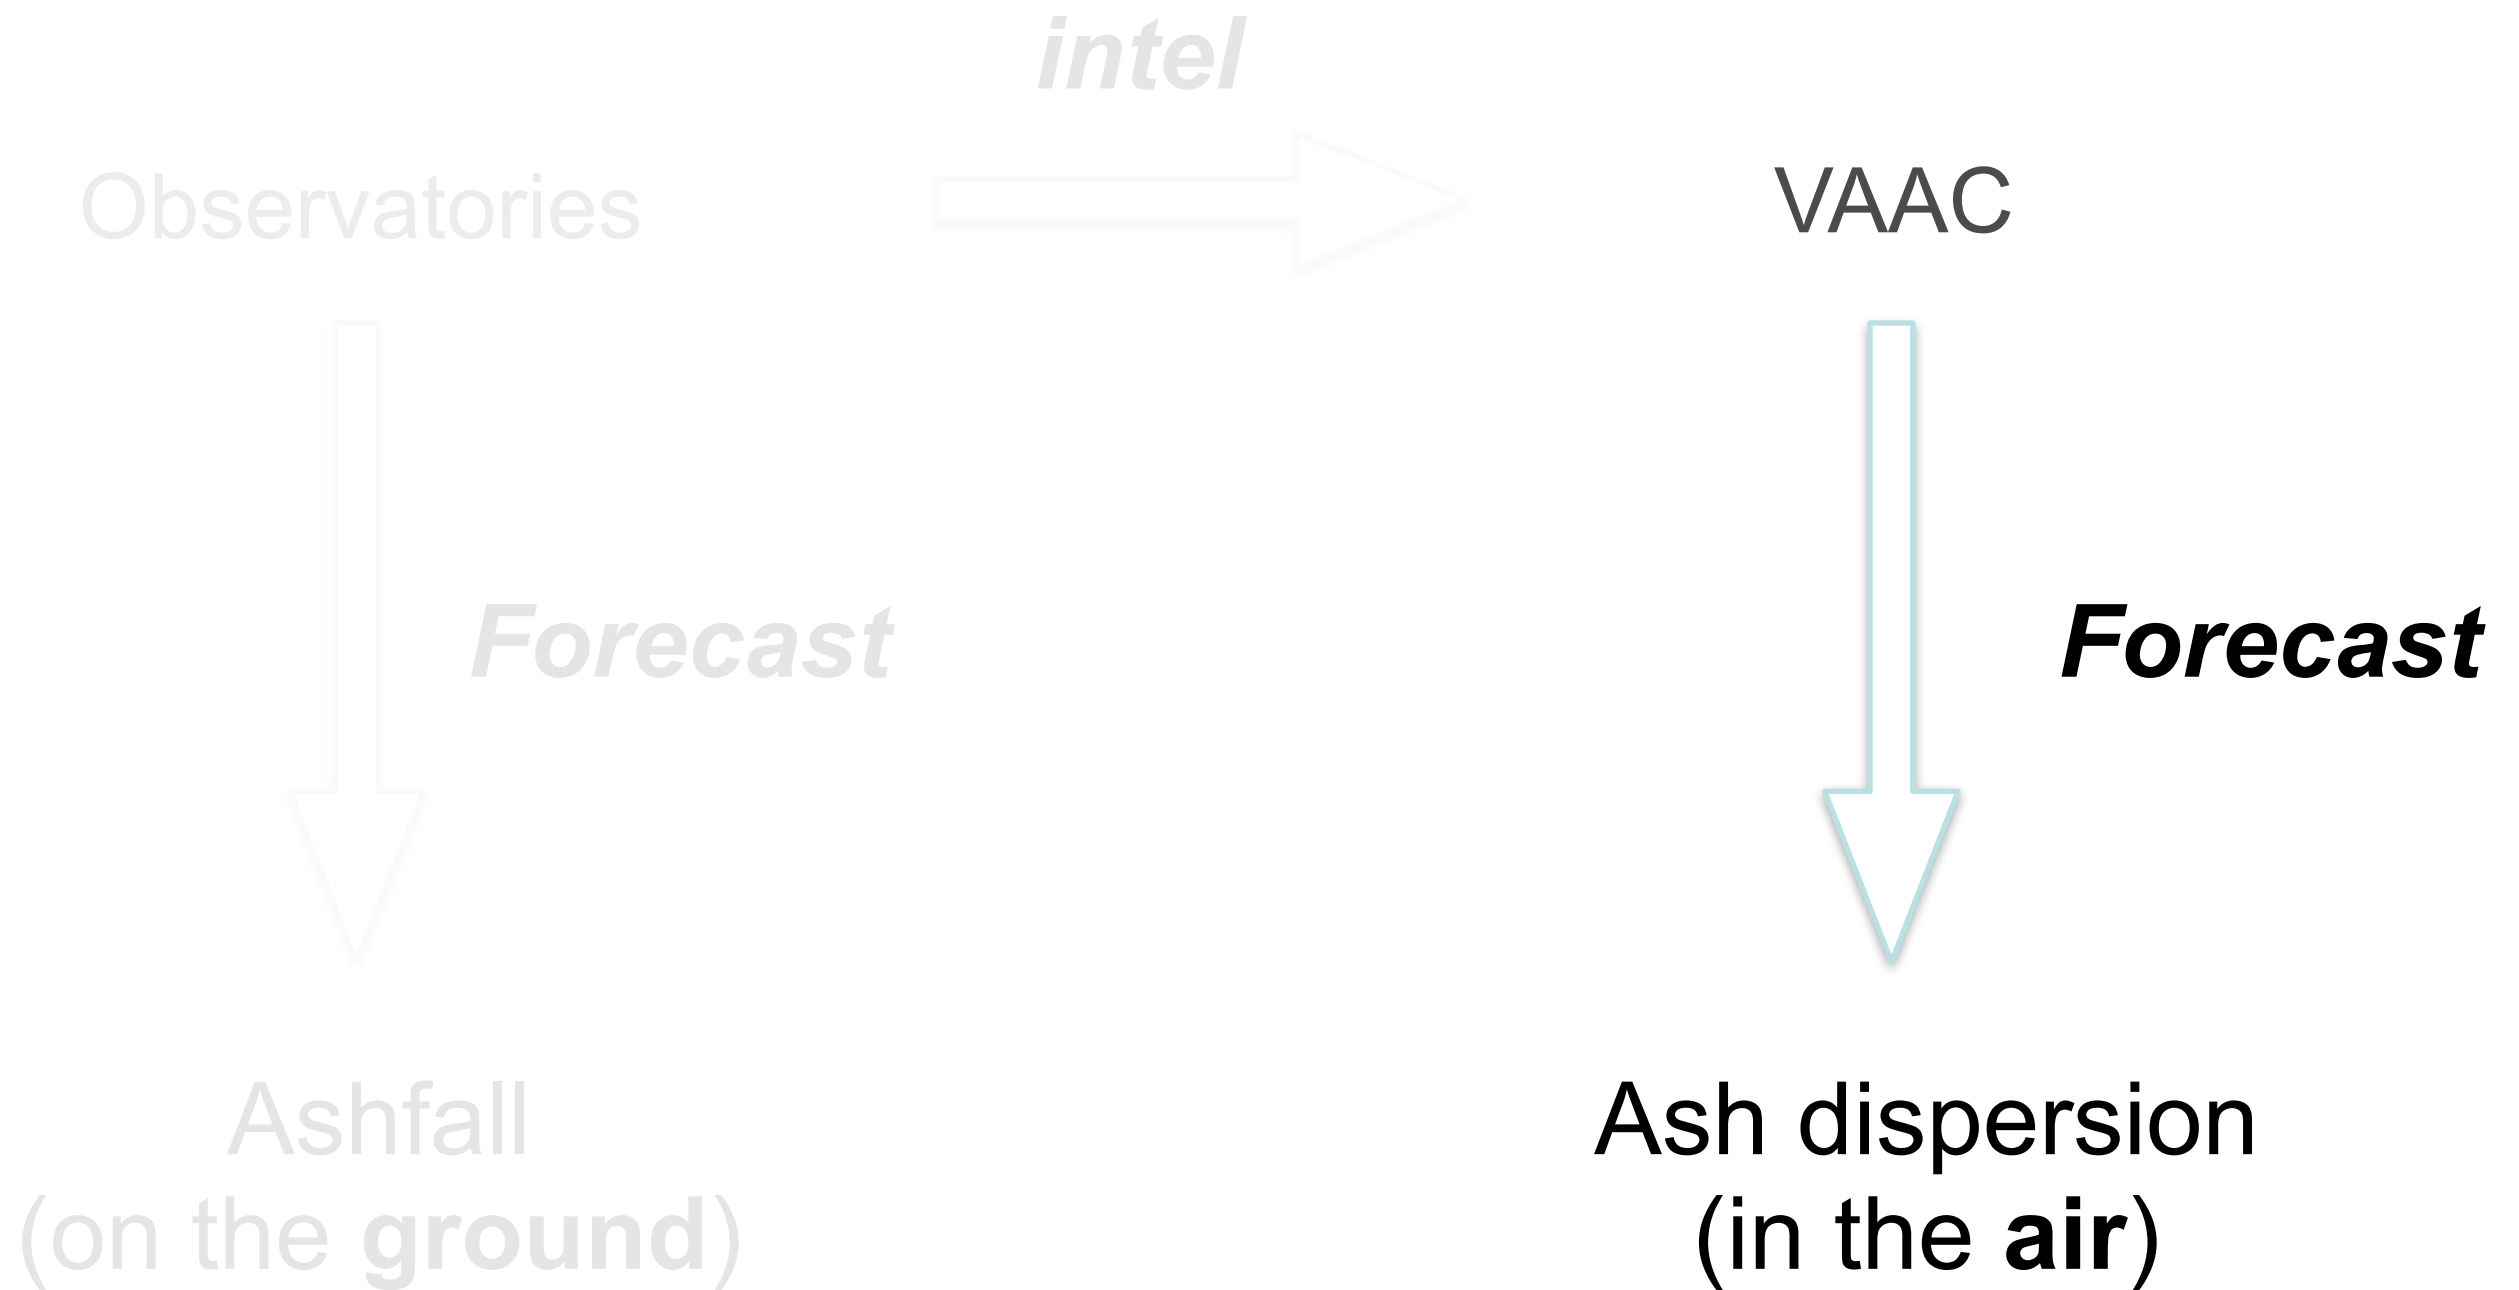 intel
Observatories
VAAC
Forecast
Forecast
Ashfall
(on the ground)
Ash dispersion
(in the air)